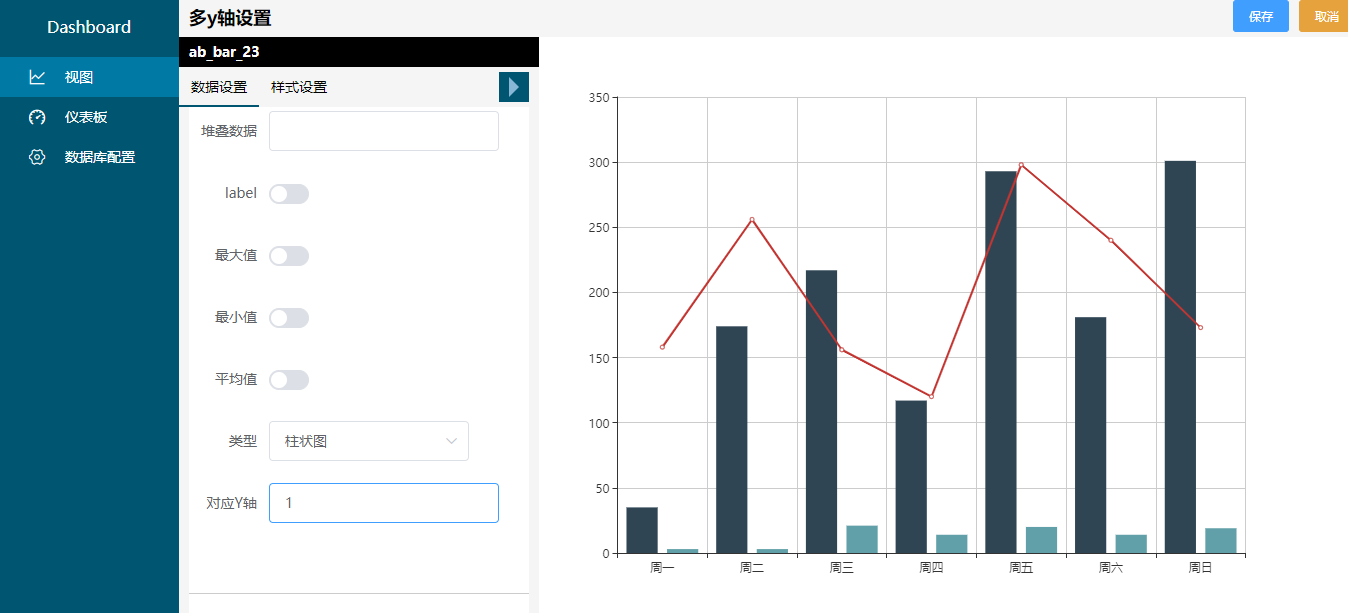 Dashboard
视图
仪表板
数据库配置
多y轴设置
保存
取消
ab_bar_23
数据设置
样式设置
堆叠数据
label
最大值
最小值
平均值
类型
柱状图
对应Y轴
1
350
300
250
200
150
100
50
0
周一
周二
周三
周四
周五
周六
周日